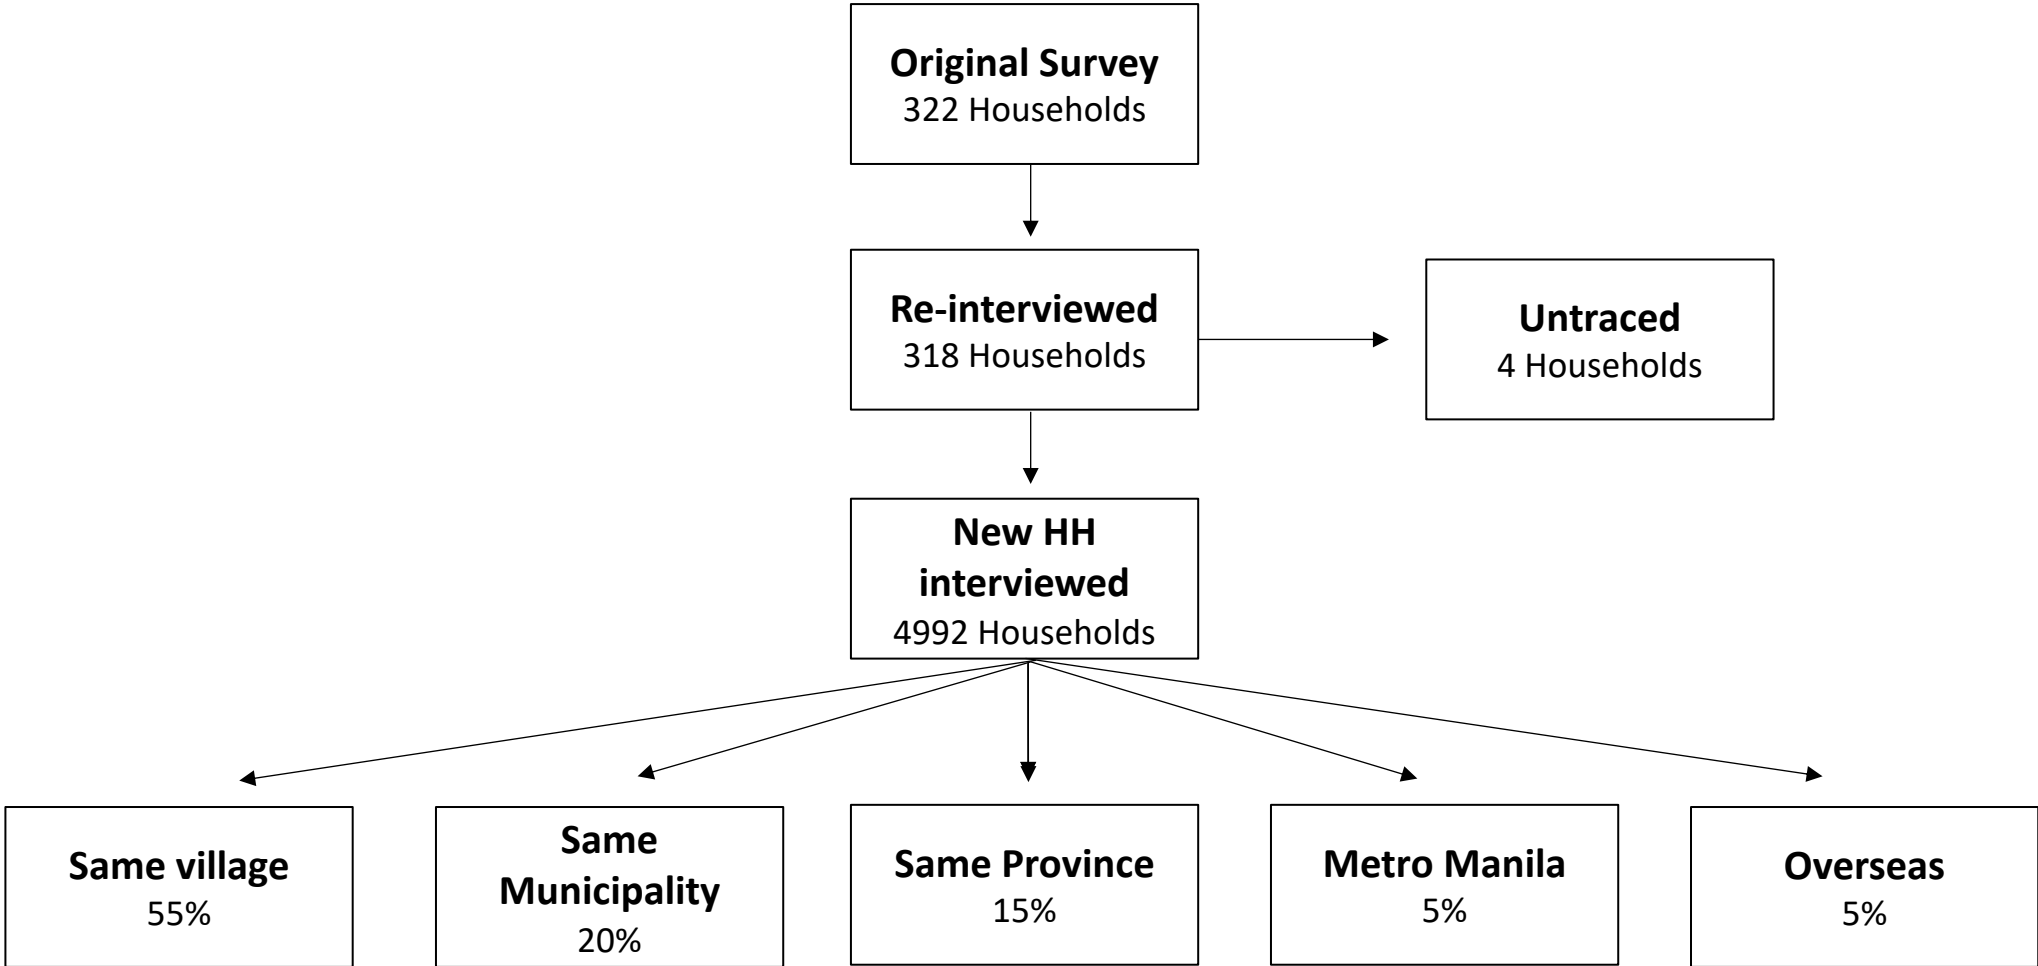 Original Survey
322 Households
Re-interviewed
318 Households
Untraced
4 Households
New HH
interviewed
4992 Households
Same village
55%
Same
Municipality
20%
Same Province
15%
Metro Manila
5%
Overseas
5%